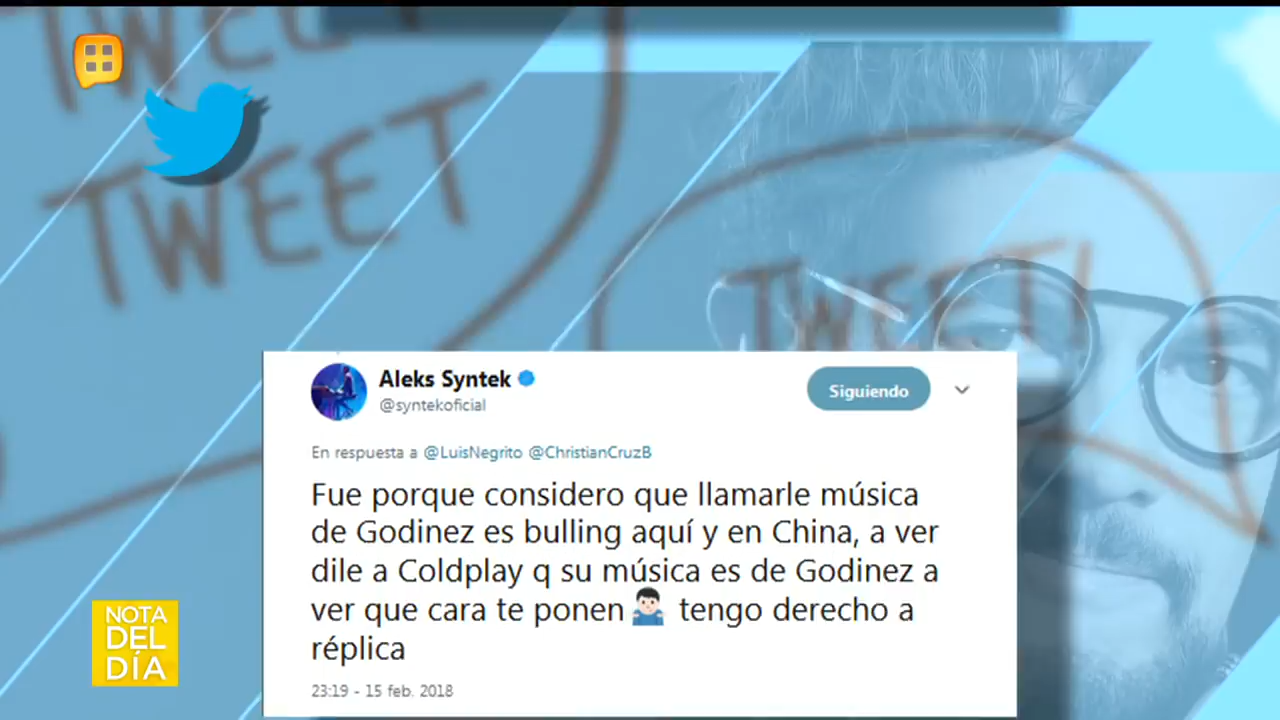 TWEET
TWEET
TWEET!
Aleks Syntek
@syntekoficial
Siguiendo
En respuesta a @LuisNegrito @ChristianCruzB
Fue porque considero que llamarle música
de Godinez es bulling aquí y en China, a ver
dile a Coldplay q su música es de Godinez a
ver que cara te ponen🤷🏻‍♂️ tengo derecho a
réplica
23:19 - 15 feb. 2018
NOTA
DEL
DÍA